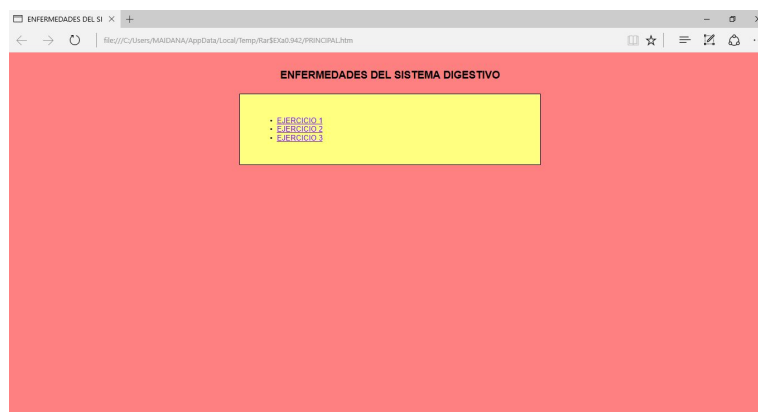 ENFERMEDADES DEL SI
file:///C:/Users/MAIDANA/AppData/Local/Temp/Rar$EXa0.942/PRINCIPAL.htm
ENFERMEDADES DEL SISTEMA DIGESTIVO
EJERCICIO 1
EJERCICIO 2
EJERCICIO 3